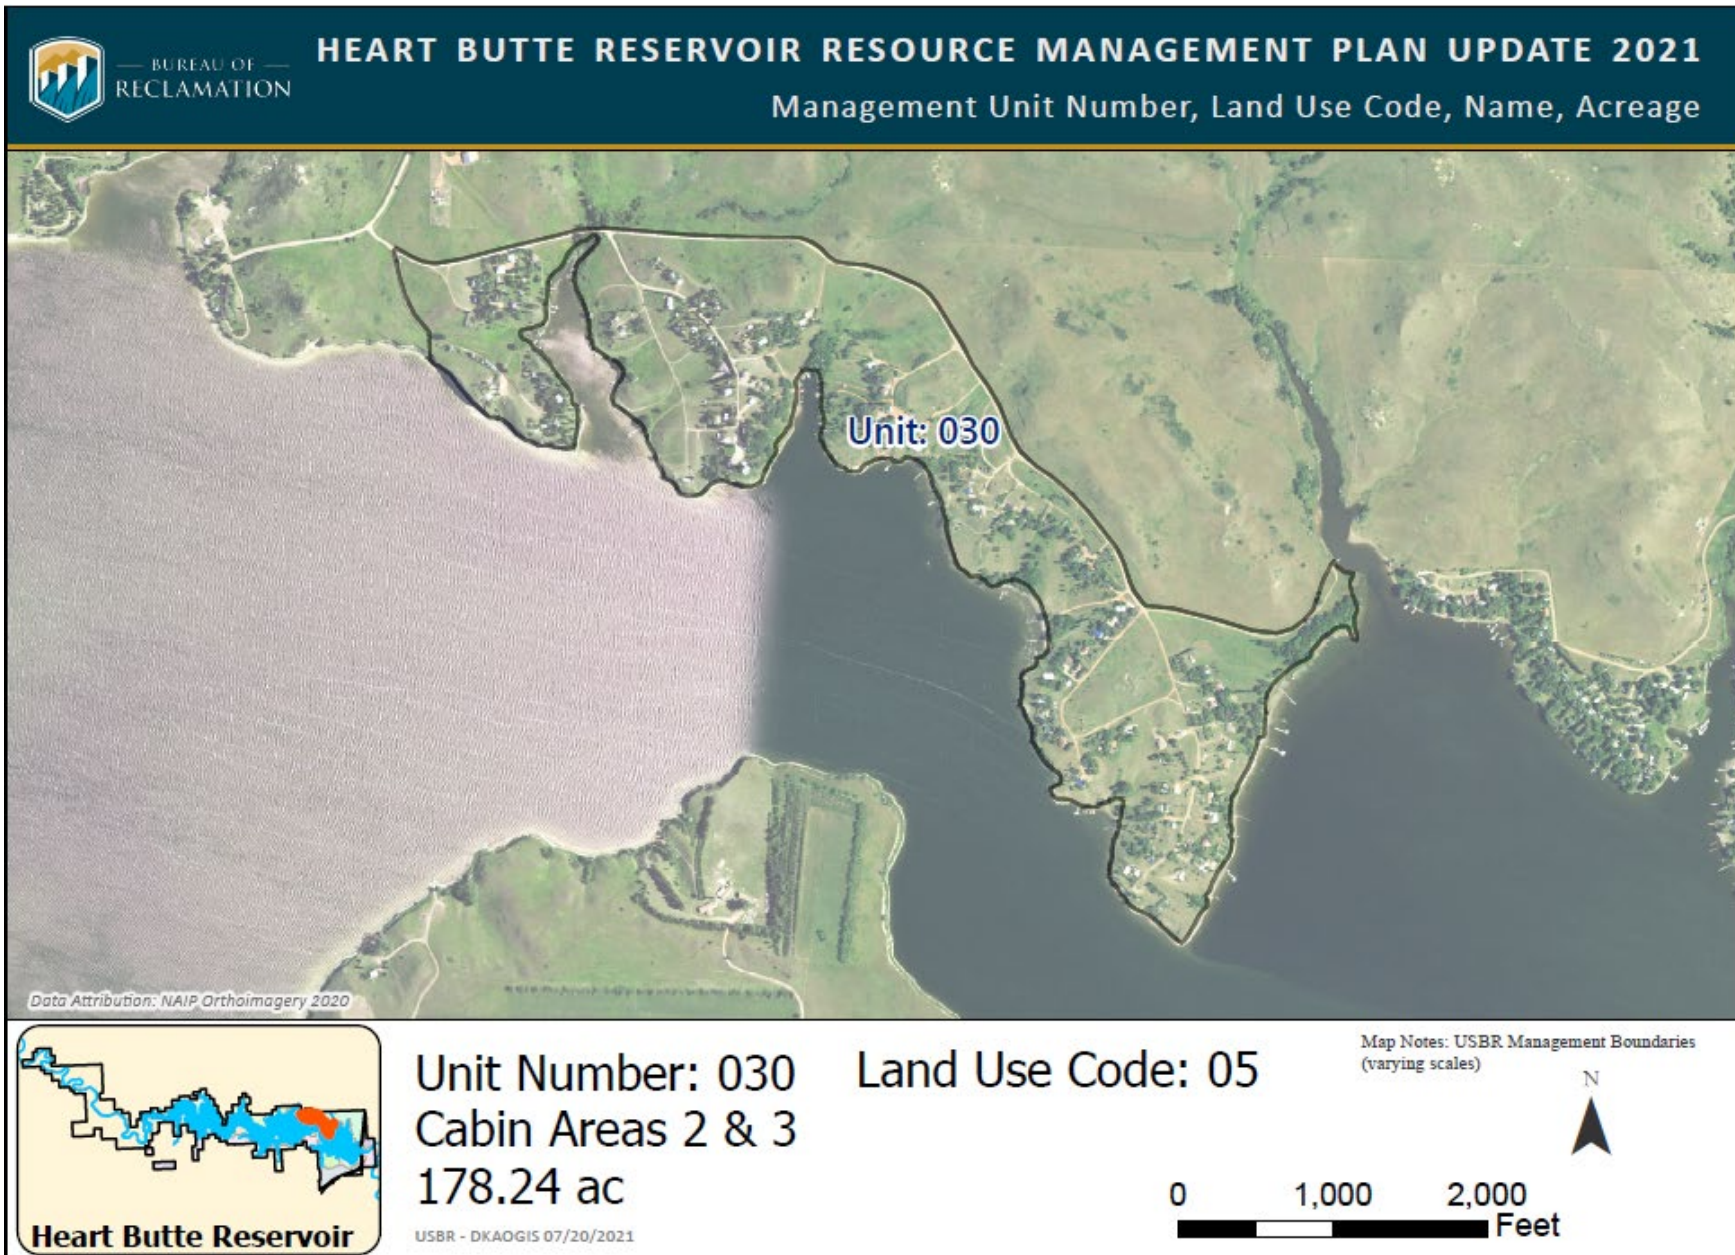 BUREAU OF
RECLAMATION
HEART BUTTE RESERVOIR RESOURCE MANAGEMENT PLAN UPDATE 2021
Management Unit Number, Land Use Code, Name, Acreage
Unit: 030
Data Attribution: NAIP Orthoimagery 2020
Heart Butte Reservoir
Unit Number: 030
Cabin Areas 2 & 3
178.24 ac
USBR - DKAOGIS 07/20/2021
Land Use Code: 05
Map Notes: USBR Management Boundaries
(varying scales)
N
0 1,000 2,000
Feet